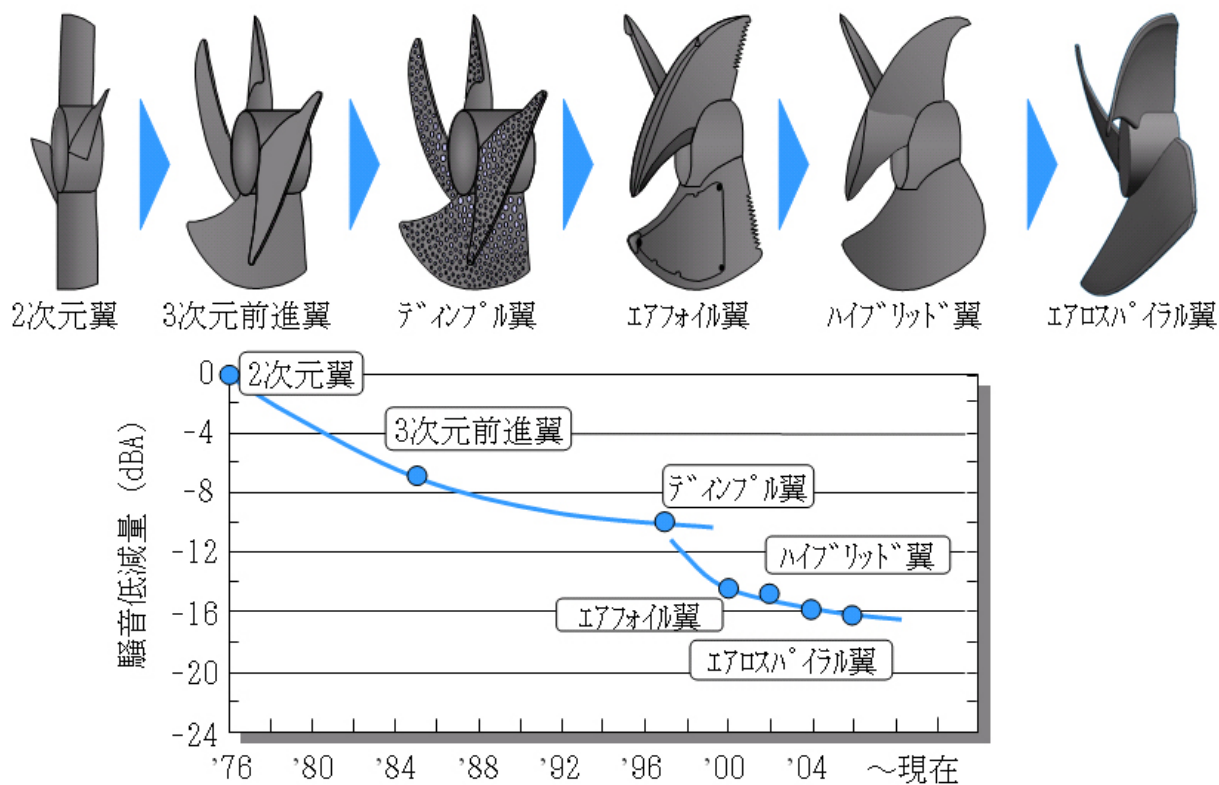 2次元翼
3次元前進翼
ﾃﾞｨﾝﾌﾟﾙ翼
ｴｱﾌｫｲﾙ翼
ﾊｲﾌﾞﾘｯﾄﾞ翼
ｴｱﾛｽﾊﾟｲﾗﾙ翼
騒音低減量 (dBA)
0
-4
-8
-12
-16
-20
-24
2次元翼
3次元前進翼
ﾃﾞｨﾝﾌﾟﾙ翼
ﾊｲﾌﾞﾘｯﾄﾞ翼
ｴｱﾌｫｲﾙ翼
ｴｱﾛｽﾊﾟｲﾗﾙ翼
'76 '80 '84 '88 '92 '96 '00 '04 ～現在